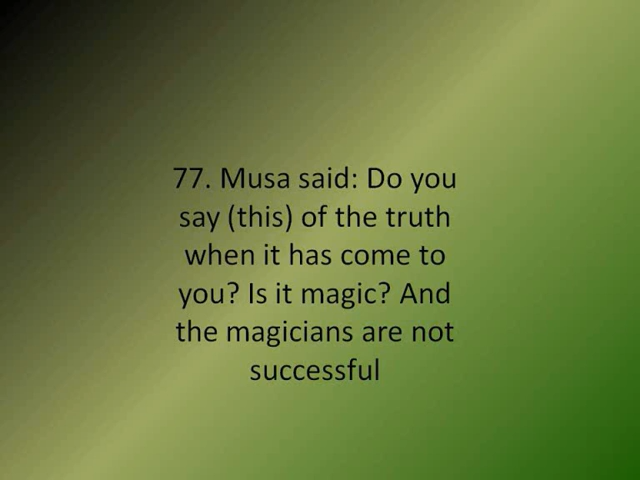 77. Musa said: Do you
say (this) of the truth
when it has come to
you? Is it magic? And
the magicians are not
successful